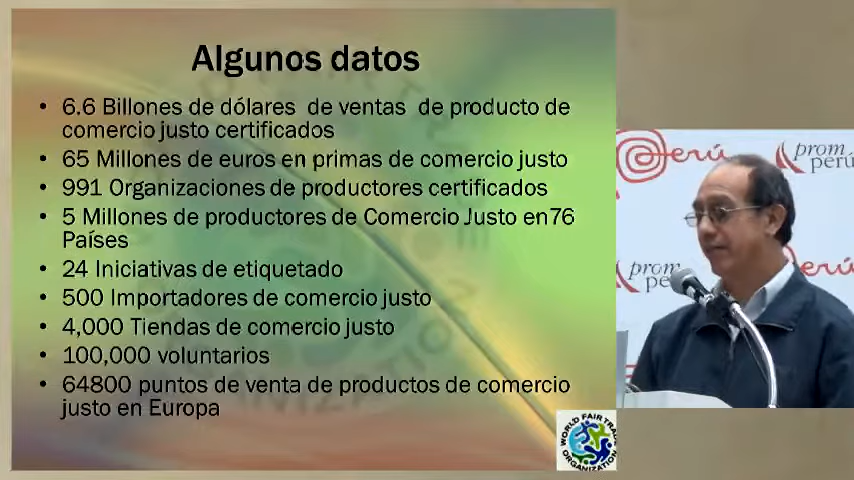 Algunos datos
• 6.6 Billones de dólares de ventas de producto de
comercio justo certificados
• 65 Millones de euros en primas de comercio justo
• 991 Organizaciones de productores certificados
• 5 Millones de productores de Comercio Justo en76
Países
• 24 Iniciativas de etiquetado
• 500 Importadores de comercio justo
• 4,000 Tiendas de comercio justo
• 100,000 voluntarios
• 64800 puntos de venta de productos de comercio
justo en Europa
WORLD FAIR TRADE
ORGANIZATION
Perú
prom
perú
prom
pe
erú